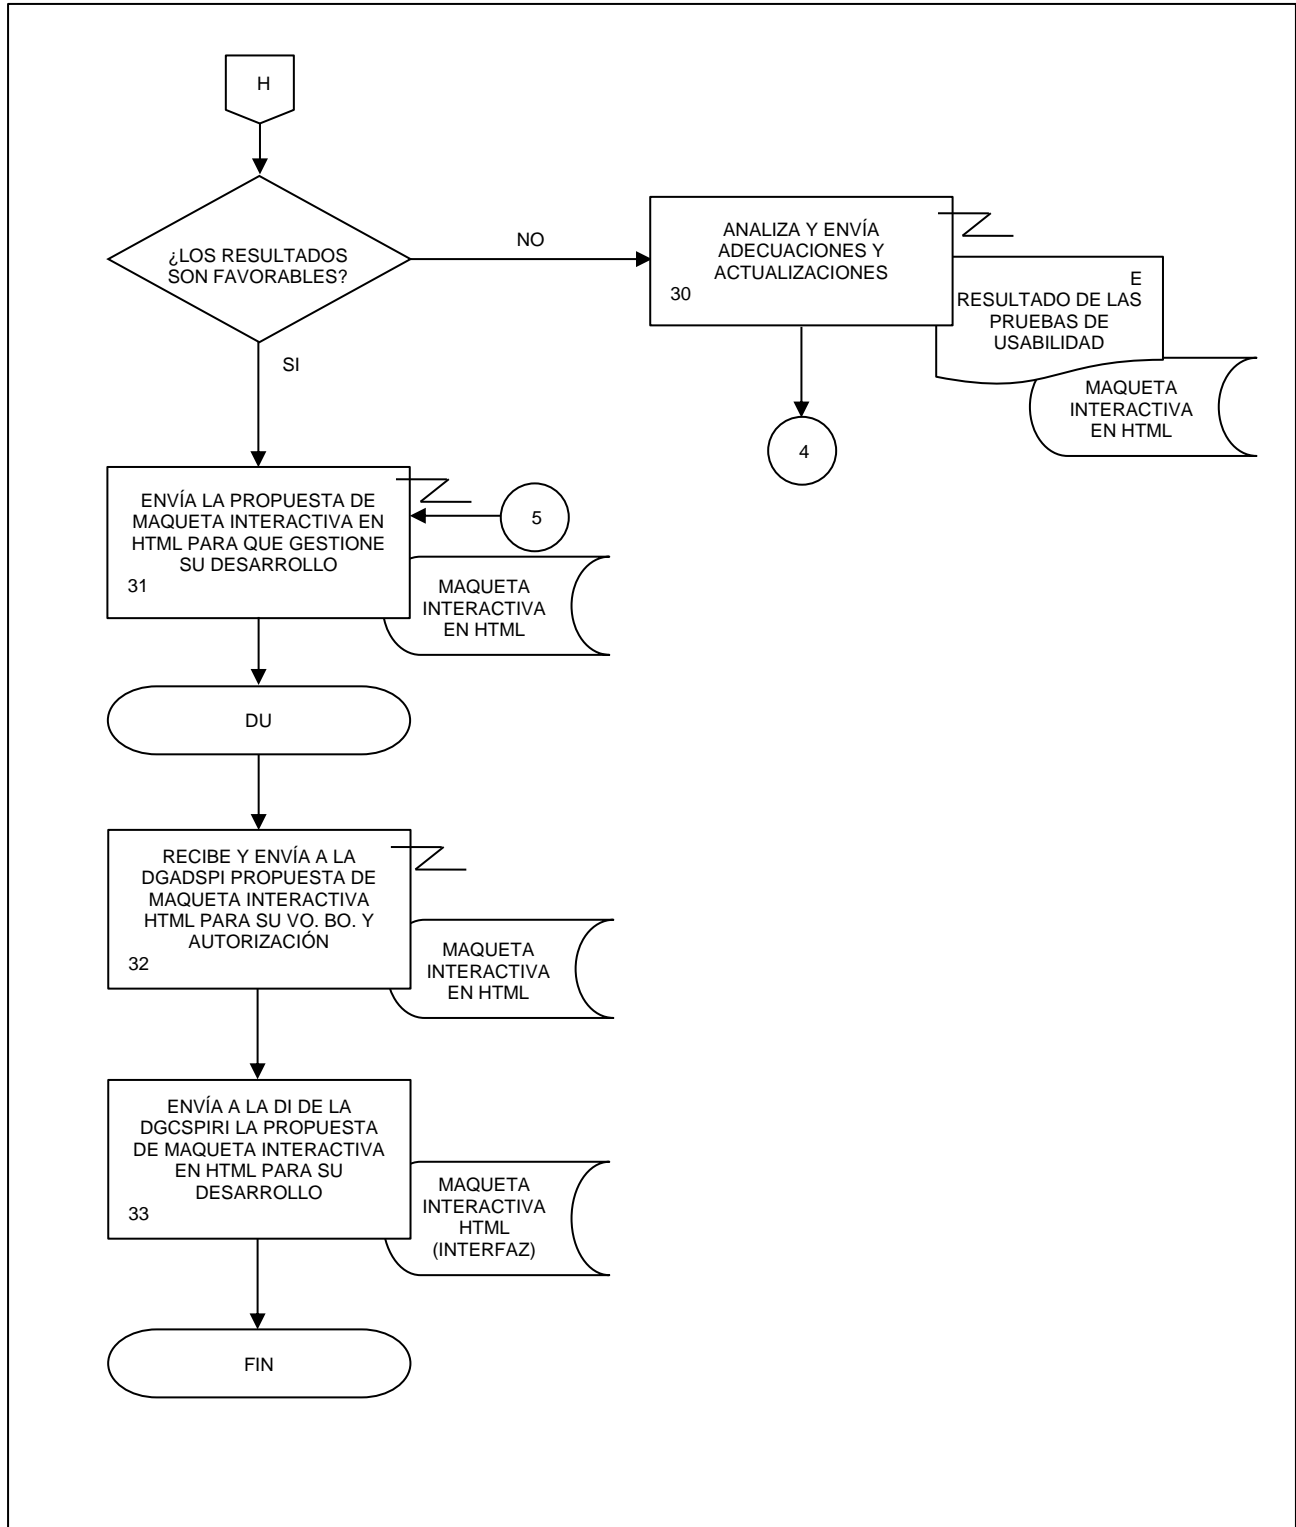 H
¿LOS RESULTADOS
SON FAVORABLES?
NO
ANALIZA Y ENVÍA
ADECUACIONES Y
ACTUALIZACIONES
30
E
RESULTADO DE LAS
PRUEBAS DE
USABILIDAD
MAQUETA
INTERACTIVA
EN HTML
4
SI
ENVÍA LA PROPUESTA DE
MAQUETA INTERACTIVA EN
HTML PARA QUE GESTIONE
SU DESARROLLO
31
5
MAQUETA
INTERACTIVA
EN HTML
DU
RECIBE Y ENVÍA A LA
DGADSPI PROPUESTA DE
MAQUETA INTERACTIVA
HTML PARA SU VO. BO. Y
AUTORIZACIÓN
32
MAQUETA
INTERACTIVA
EN HTML
ENVÍA A LA DI DE LA
DGCSPIRI LA PROPUESTA
DE MAQUETA INTERACTIVA
EN HTML PARA SU
DESARROLLO
33
MAQUETA
INTERACTIVA
HTML
(INTERFAZ)
FIN